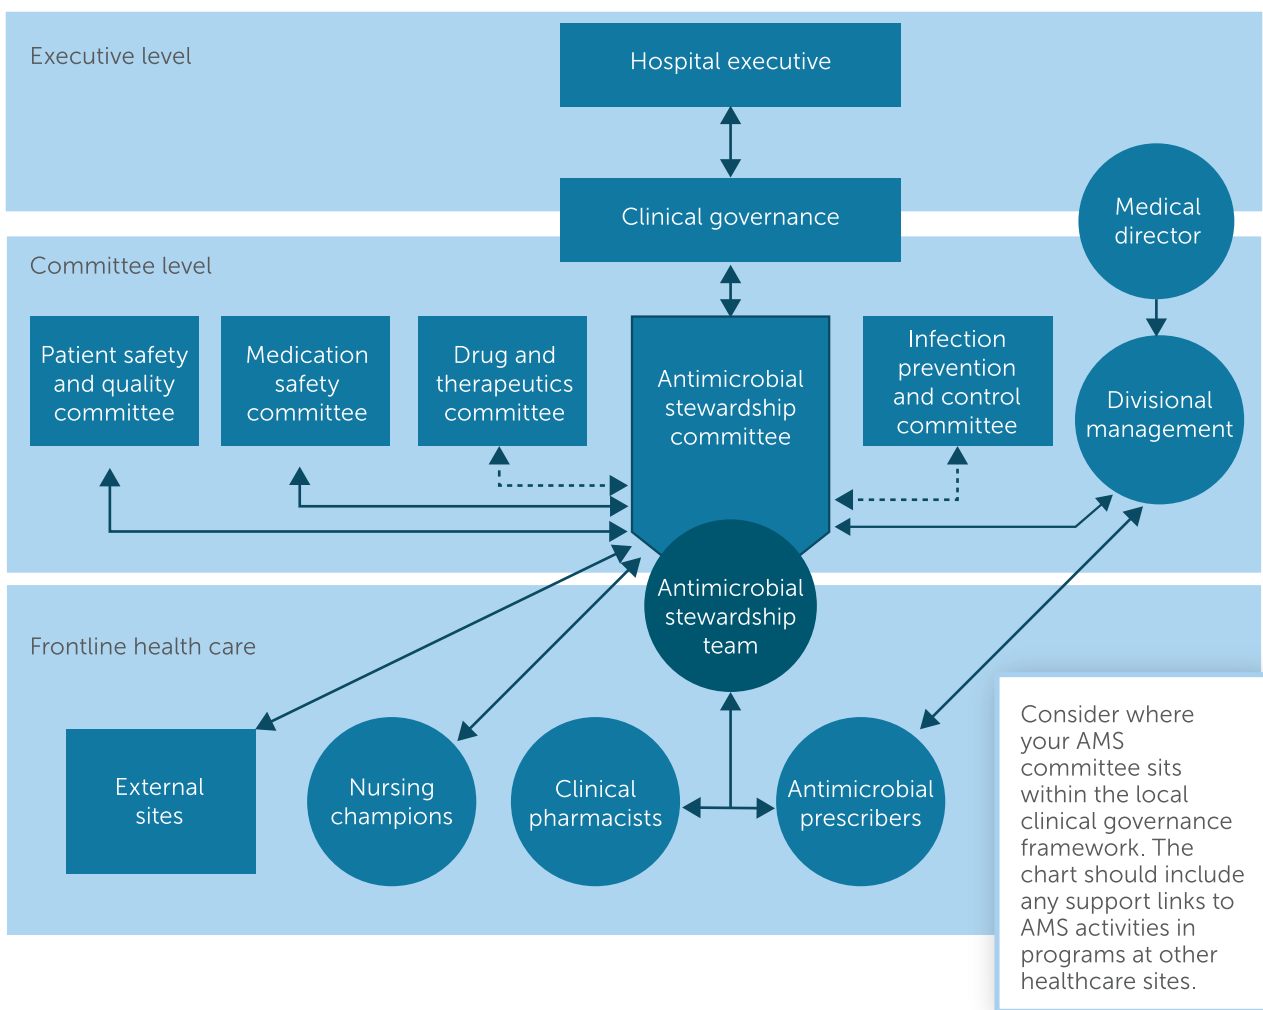 Executive level
Hospital executive
Clinical governance
Medical
director
Committee level
Patient safety
and quality
committee
Medication
safety
committee
Drug and
therapeutics
committee
Antimicrobial
stewardship
committee
Infection
prevention
and control
committee
Divisional
management
Antimicrobial
stewardship
team
Frontline health care
External
sites
Nursing
champions
Clinical
pharmacists
Antimicrobial
prescribers
Consider where
your AMS
committee sits
within the local
clinical governance
framework. The
chart should include
any support links to
AMS activities in
programs at other
healthcare sites.